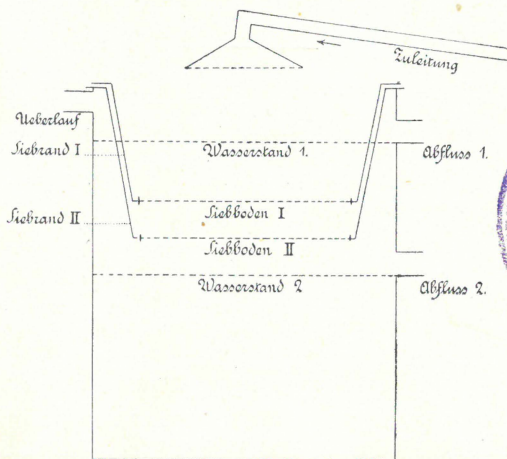 Zuleitung
Ueberlauf
Siebrand I
Wasserstand 1.
Abfluss 1.
Siebboden I
Siebrand II
Siebboden II
Wasserstand 2
Abfluss 2.